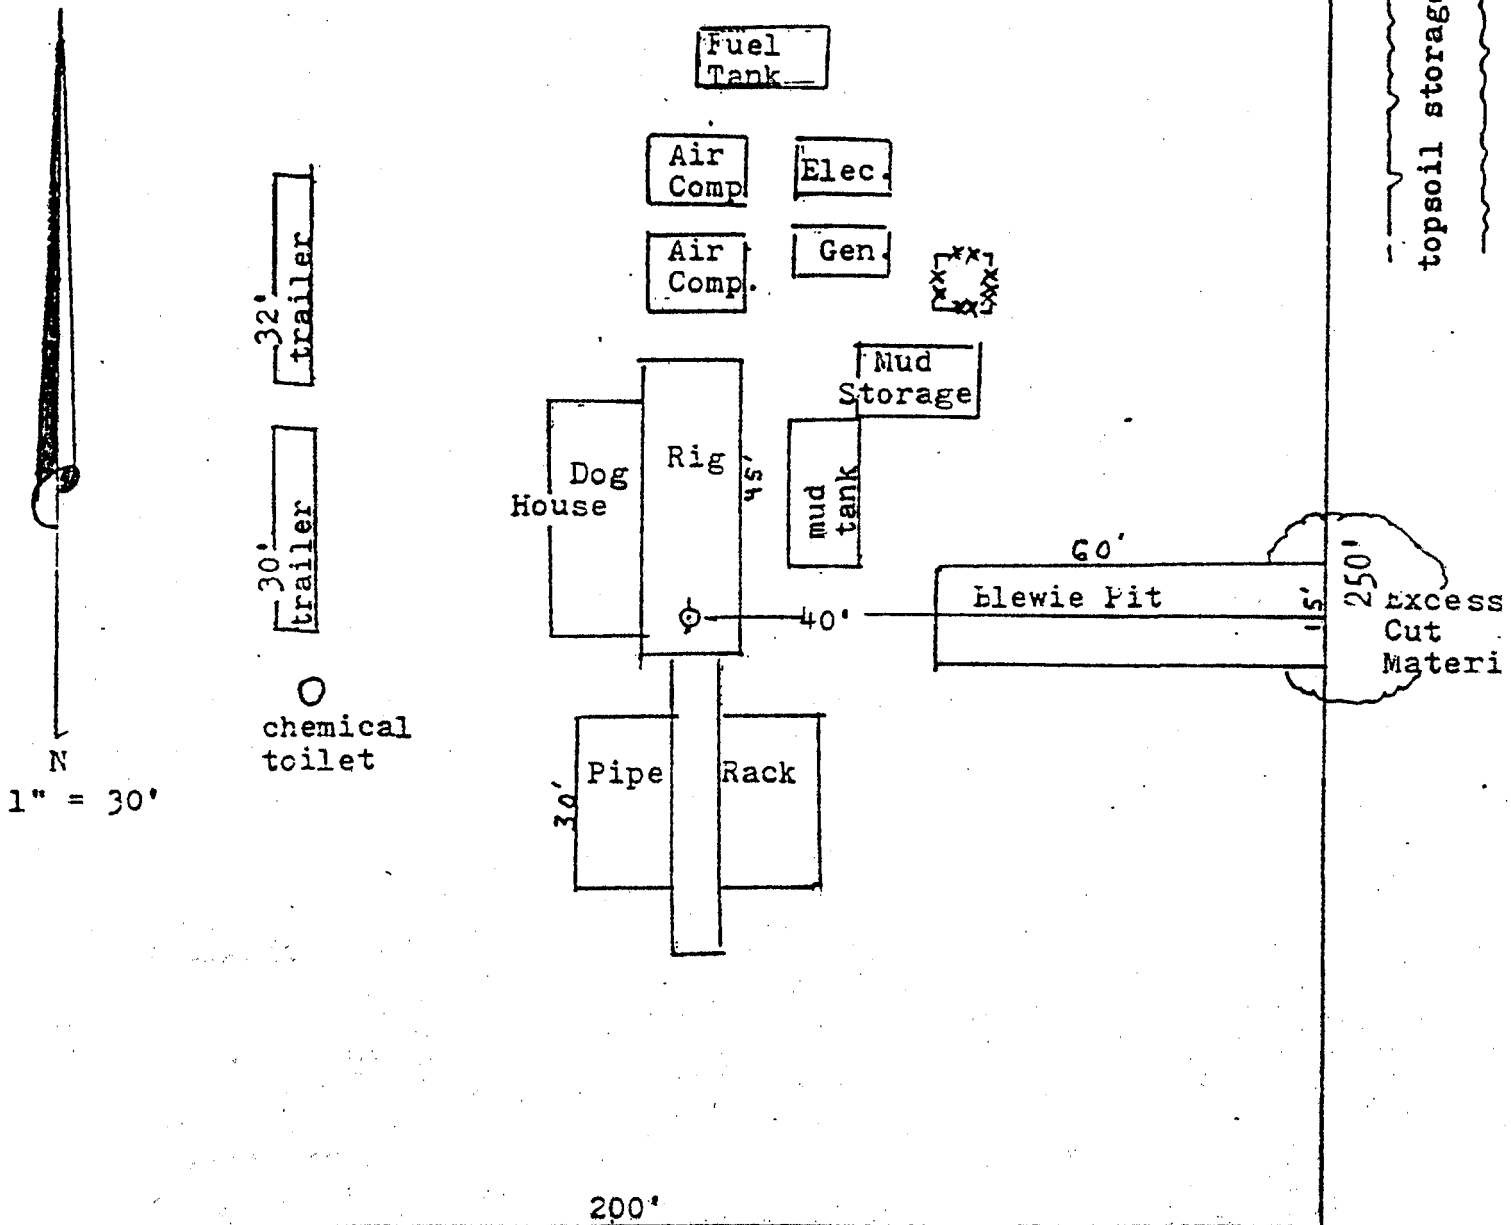 Fuel
Tank
topsoil storag
Air
Comp
Elec.
Air
Comp.
Gen.
32'
trailer
Mud
Storage
Rig
45'
Dog
House
mud
tank
30'
trailer
60'
Blewie Pit
15'
250'
Excess
Cut
Materi
40'
chemical
toilet
N
1" = 30'
Pipe Rack
30'
200'